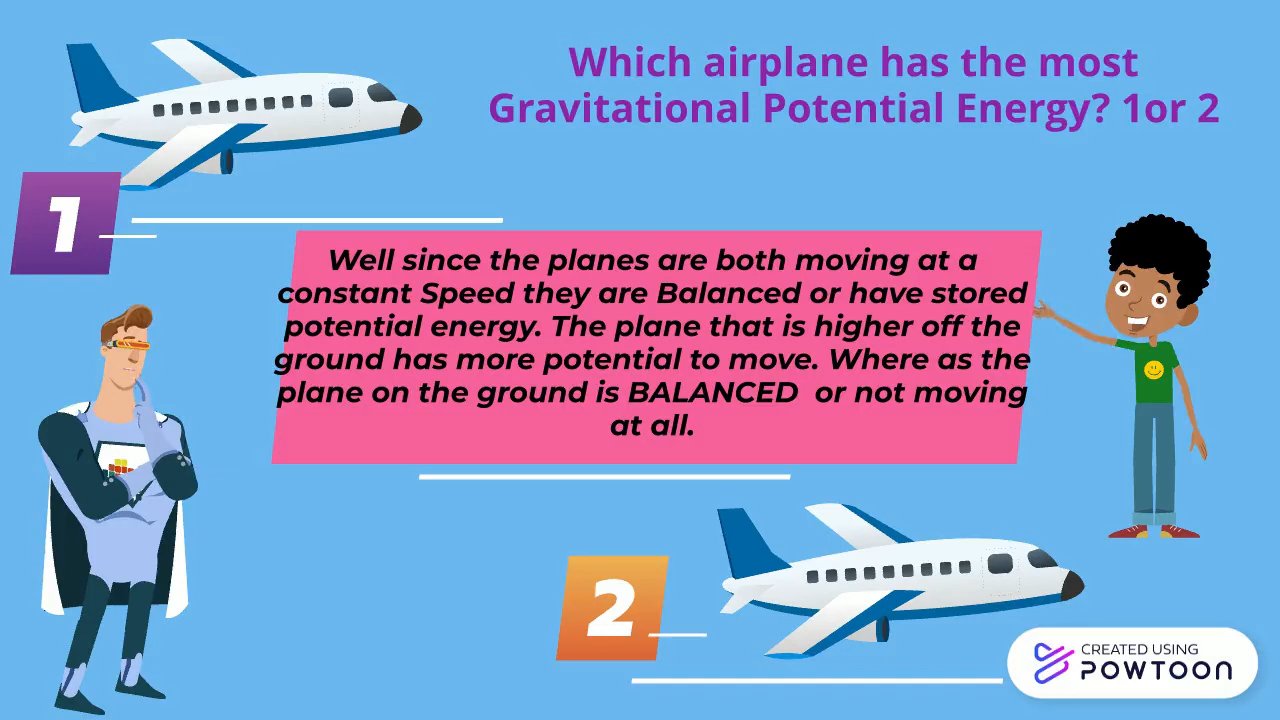 Which airplane has the most
Gravitational Potential Energy? 1or 2
1
Well since the planes are both moving at a
constant Speed they are Balanced or have stored
potential energy. The plane that is higher off the
ground has more potential to move. Where as the
plane on the ground is BALANCED  or not moving
at all.
2
CREATED USING
POWTOON